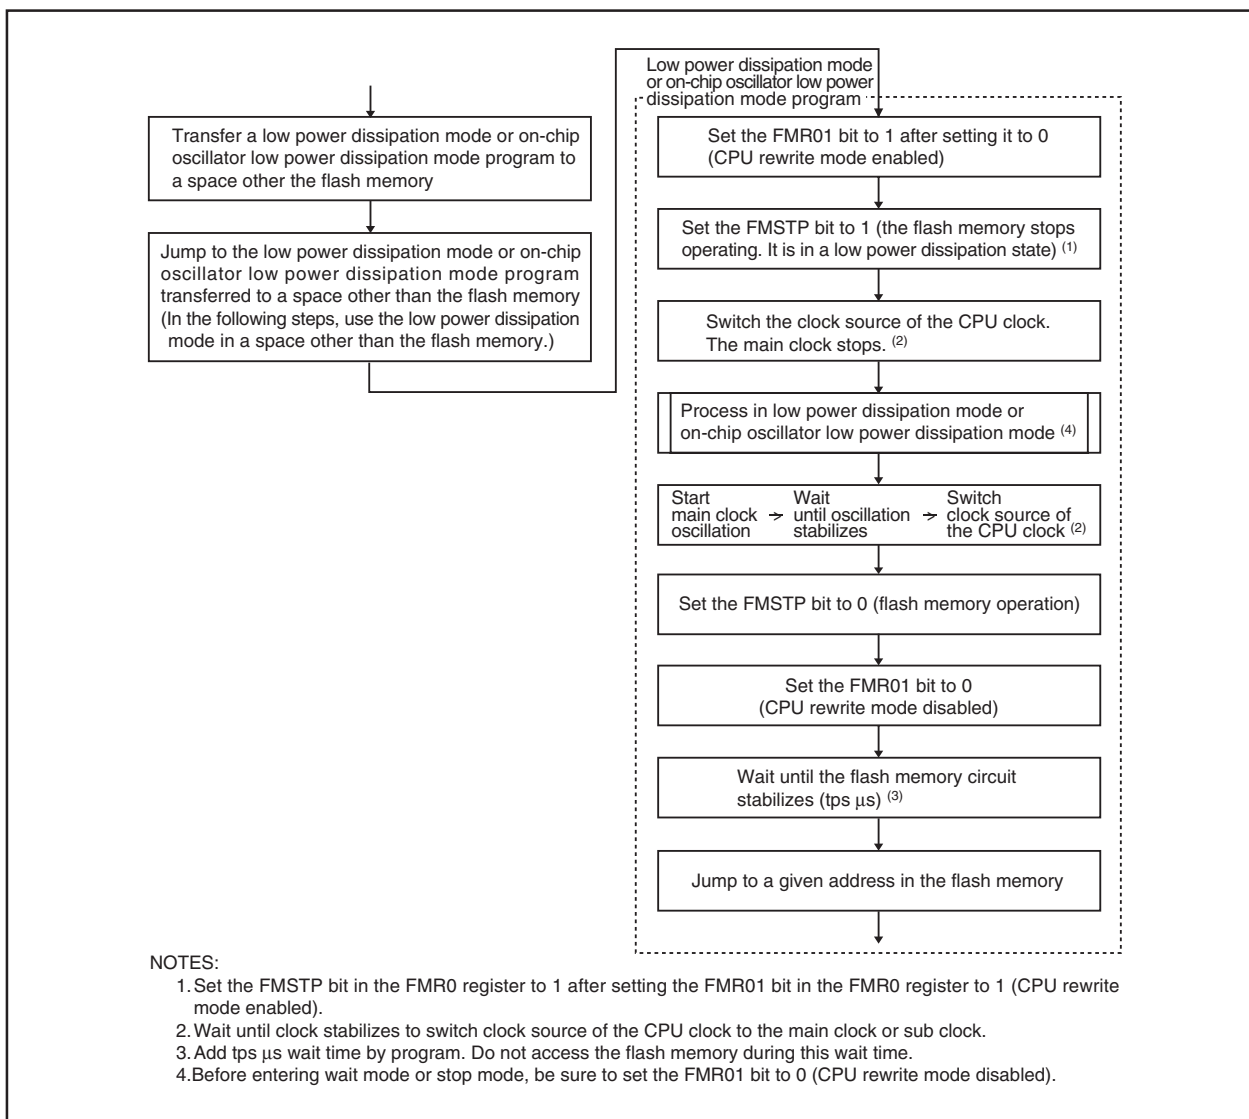 Transfer a low power dissipation mode or on-chip
oscillator low power dissipation mode program to
a space other the flash memory
Jump to the low power dissipation mode or on-chip
oscillator low power dissipation mode program
transferred to a space other than the flash memory
(In the following steps, use the low power dissipation
mode in a space other than the flash memory.)
Low power dissipation mode
or on-chip oscillator low power
dissipation mode program
Set the FMR01 bit to 1 after setting it to 0
(CPU rewrite mode enabled)
Set the FMSTP bit to 1 (the flash memory stops
operating. It is in a low power dissipation state) (1)
Switch the clock source of the CPU clock.
The main clock stops. (2)
Process in low power dissipation mode or
on-chip oscillator low power dissipation mode (4)
Start
main clock
oscillation
Wait
until oscillation
stabilizes
Switch
clock source of
the CPU clock (2)
Set the FMSTP bit to 0 (flash memory operation)
Set the FMR01 bit to 0
(CPU rewrite mode disabled)
Wait until the flash memory circuit
stabilizes (tps μs) (3)
Jump to a given address in the flash memory
NOTES:
1. Set the FMSTP bit in the FMR0 register to 1 after setting the FMR01 bit in the FMR0 register to 1 (CPU rewrite
mode enabled).
2. Wait until clock stabilizes to switch clock source of the CPU clock to the main clock or sub clock.
3. Add tps μs wait time by program. Do not access the flash memory during this wait time.
4.Before entering wait mode or stop mode, be sure to set the FMR01 bit to 0 (CPU rewrite mode disabled).